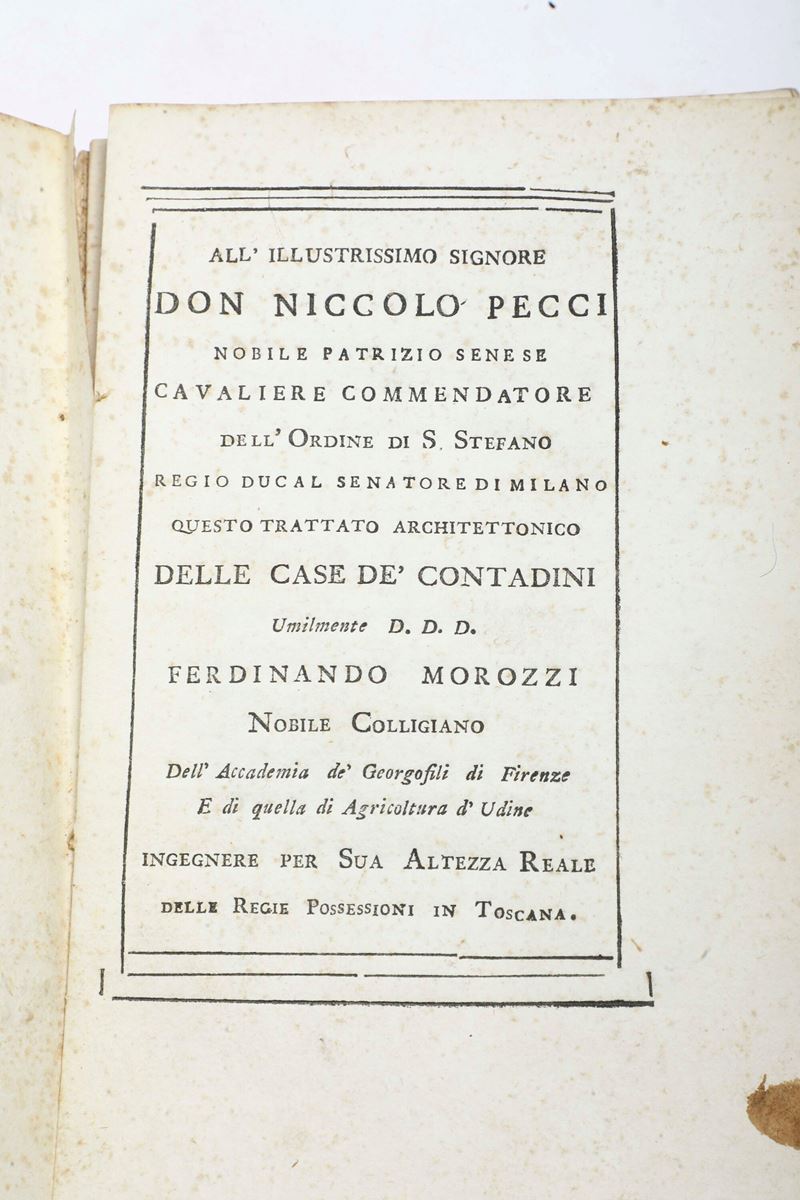 ALL' ILLUSTRISSIMO SIGNORE
DON NICCOLO' PECCI
NOBILE PATRIZIO SENESE
CAVALIERE COMMENDATORE
DELL' ORDINE DI S. STEFANO
REGIO DUCAL SENATORE DI MILANO
QUESTO TRATTATO ARCHITETTONICO
DELLE CASE DE' CONTADINI
Umilmente D. D. D.
FERDINANDO MOROZZI
NOBILE COLLIGIANO
Dell' Accademia de' Georgofili di Firenze
E di quella di Agricoltura d' Udine
INGEGNERE PER SUA ALTEZZA REALE
DELLE REGIE POSSESSIONI IN TOSCANA.